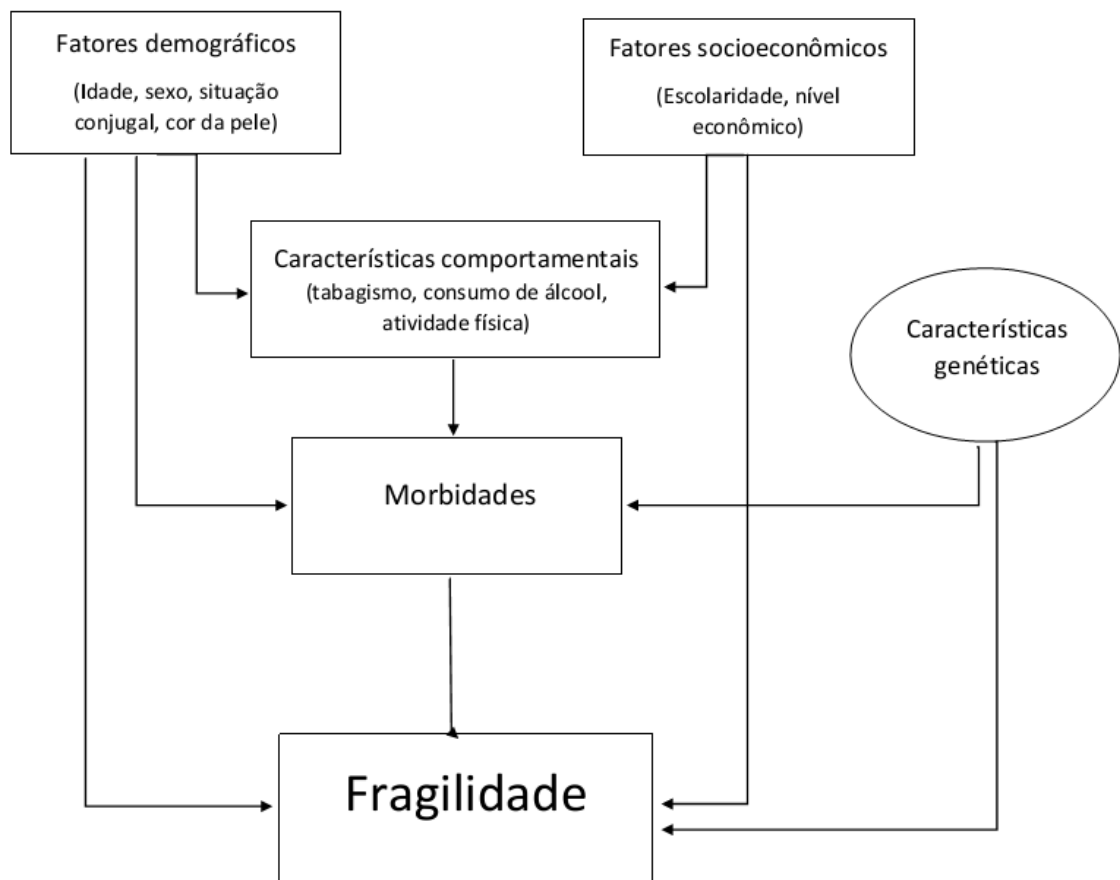 Fatores demográficos
(Idade, sexo, situação
conjugal, cor da pele)
Fatores socioeconômicos
(Escolaridade, nível
econômico)
Características comportamentais
(tabagismo, consumo de álcool,
atividade física)
Características
genéticas
Morbidades
Fragilidade